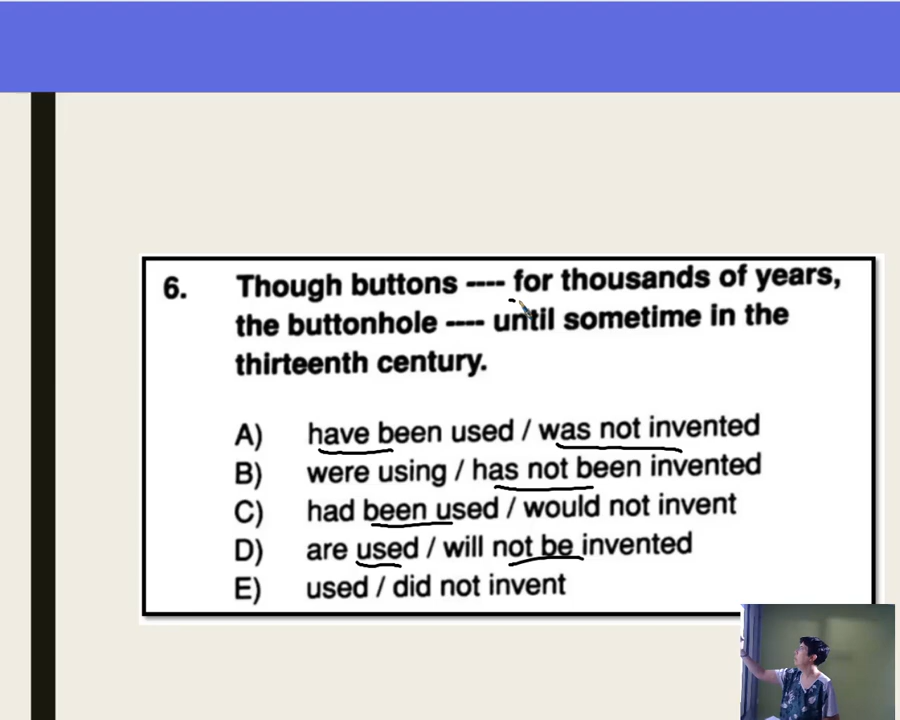 6. Though buttons ---- for thousands of years,
the buttonhole ---- until sometime in the
thirteenth century.
A) have been used / was not invented
B) were using / has not been invented
C) had been used / would not invent
D) are used / will not be invented
E) used / did not invent